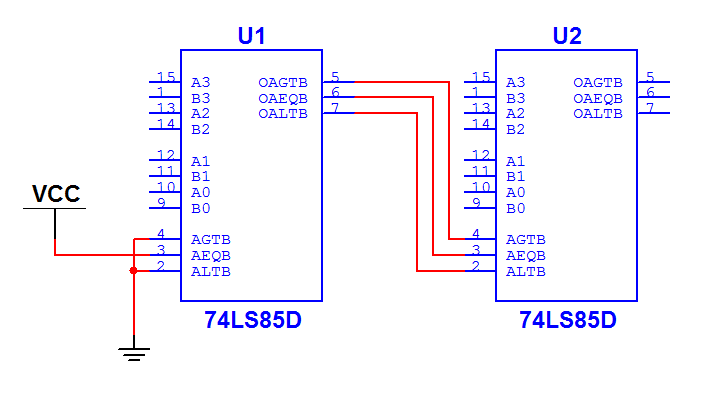 U1 U2
15 A3 OAGTB 5 15 A3 OAGTB 5
1 B3 OAEQB 6 1 B3 OAEQB 6
13 A2 OALTB 7 13 A2 OALTB 7
14 B2 14 B2
12 A1 12 A1
11 B1 11 B1
10 A0 10 A0
VCC 9 B0 9 B0
4 AGTB 4 AGTB
3 AEQB 3 AEQB
2 ALTB 2 ALTB
74LS85D 74LS85D